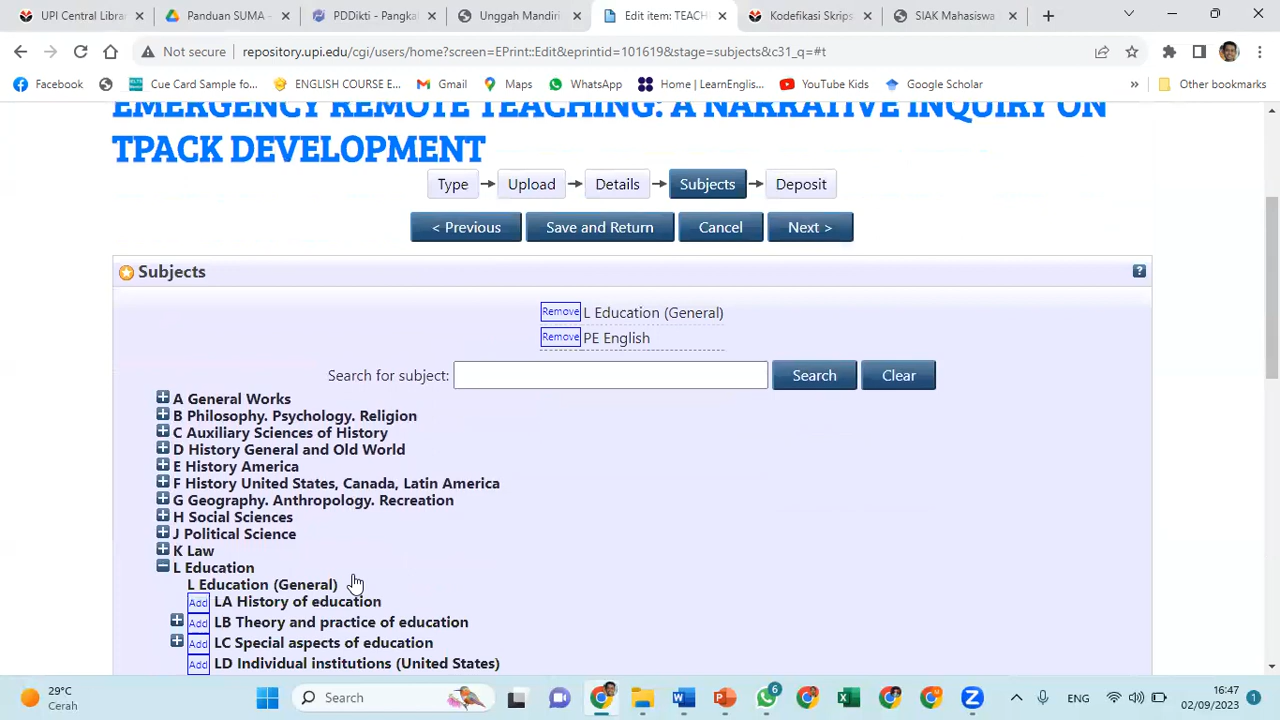 UPI Central Librar
Panduan SUMA -
PDDikti - Pangkal
Unggah Mandiri
Edit item: TEACH
Kodefikasi Skrips
SIAK Mahasiswa
Not secure
repository.upi.edu/cgi/users/home?screen=EPrint::Edit&eprintid=101619&stage=subjects&c31_q=#t
Facebook
Cue Card Sample fo...
ENGLISH COURSE E...
Gmail
Maps
WhatsApp
Home | LearnEnglis...
YouTube Kids
Google Scholar
»
Other bookmarks
EMERGENCY REMOTE TEACHING: A NARRATIVE INQUIRY ON
TPACK DEVELOPMENT
Type
Upload
Details
Subjects
Deposit
< Previous
Save and Return
Cancel
Next >
Subjects
?
Remove L Education (General)
Remove PE English
Search for subject:
Search
Clear
A General Works
B Philosophy. Psychology. Religion
C Auxiliary Sciences of History
D History General and Old World
E History America
F History United States, Canada, Latin America
G Geography. Anthropology. Recreation
H Social Sciences
J Political Science
K Law
L Education
L Education (General)
Add LA History of education
Add LB Theory and practice of education
Add LC Special aspects of education
Add LD Individual institutions (United States)
29°C
Cerah
Search
6
ENG
16:47
02/09/2023
1